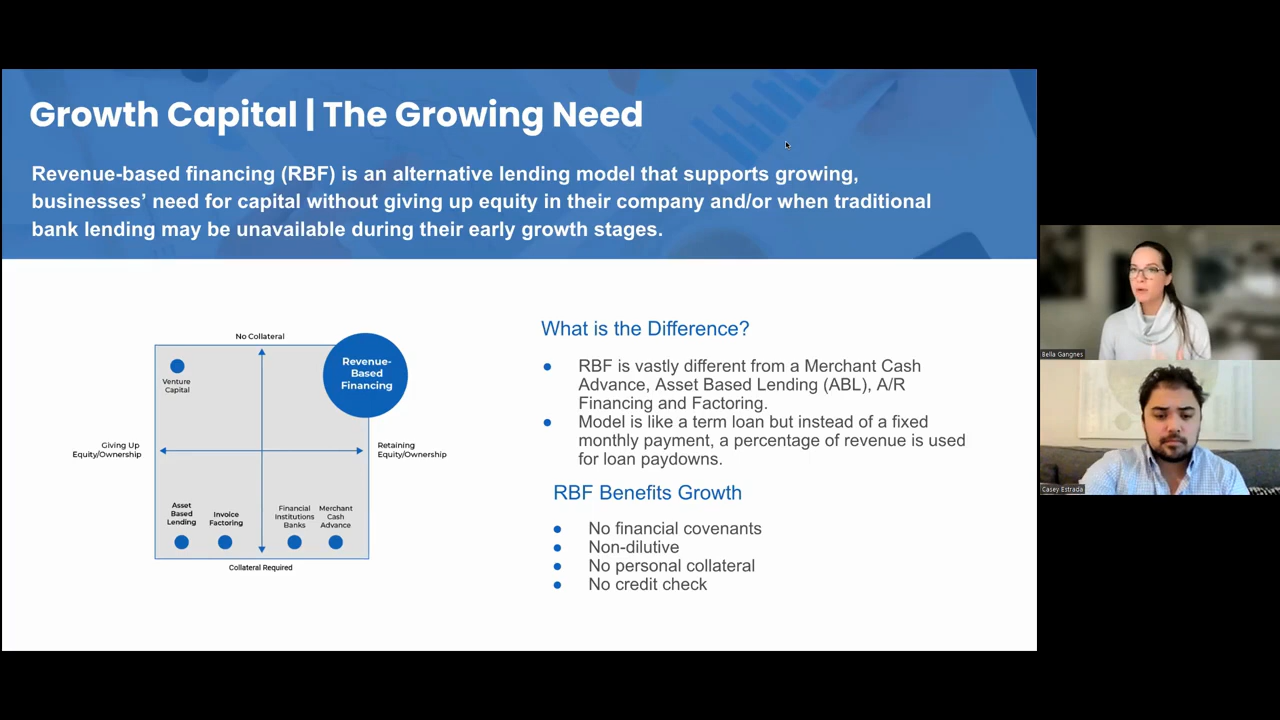 Growth Capital | The Growing Need
Revenue-based financing (RBF) is an alternative lending model that supports growing,
businesses’ need for capital without giving up equity in their company and/or when traditional
bank lending may be unavailable during their early growth stages.
No Collateral
Revenue-
Based
Financing
Venture
Capital
Giving Up
Equity/Ownership
Retaining
Equity/Ownership
Asset
Based
Lending
Invoice
Factoring
Financial
Institutions
Banks
Merchant
Cash
Advance
Collateral Required
What is the Difference?
RBF is vastly different from a Merchant Cash
Advance, Asset Based Lending (ABL), A/R
Financing and Factoring.
Model is like a term loan but instead of a fixed
monthly payment, a percentage of revenue is used
for loan paydowns.
RBF Benefits Growth
No financial covenants
Non-dilutive
No personal collateral
No credit check
Bella Gangnes
Casey Estrada